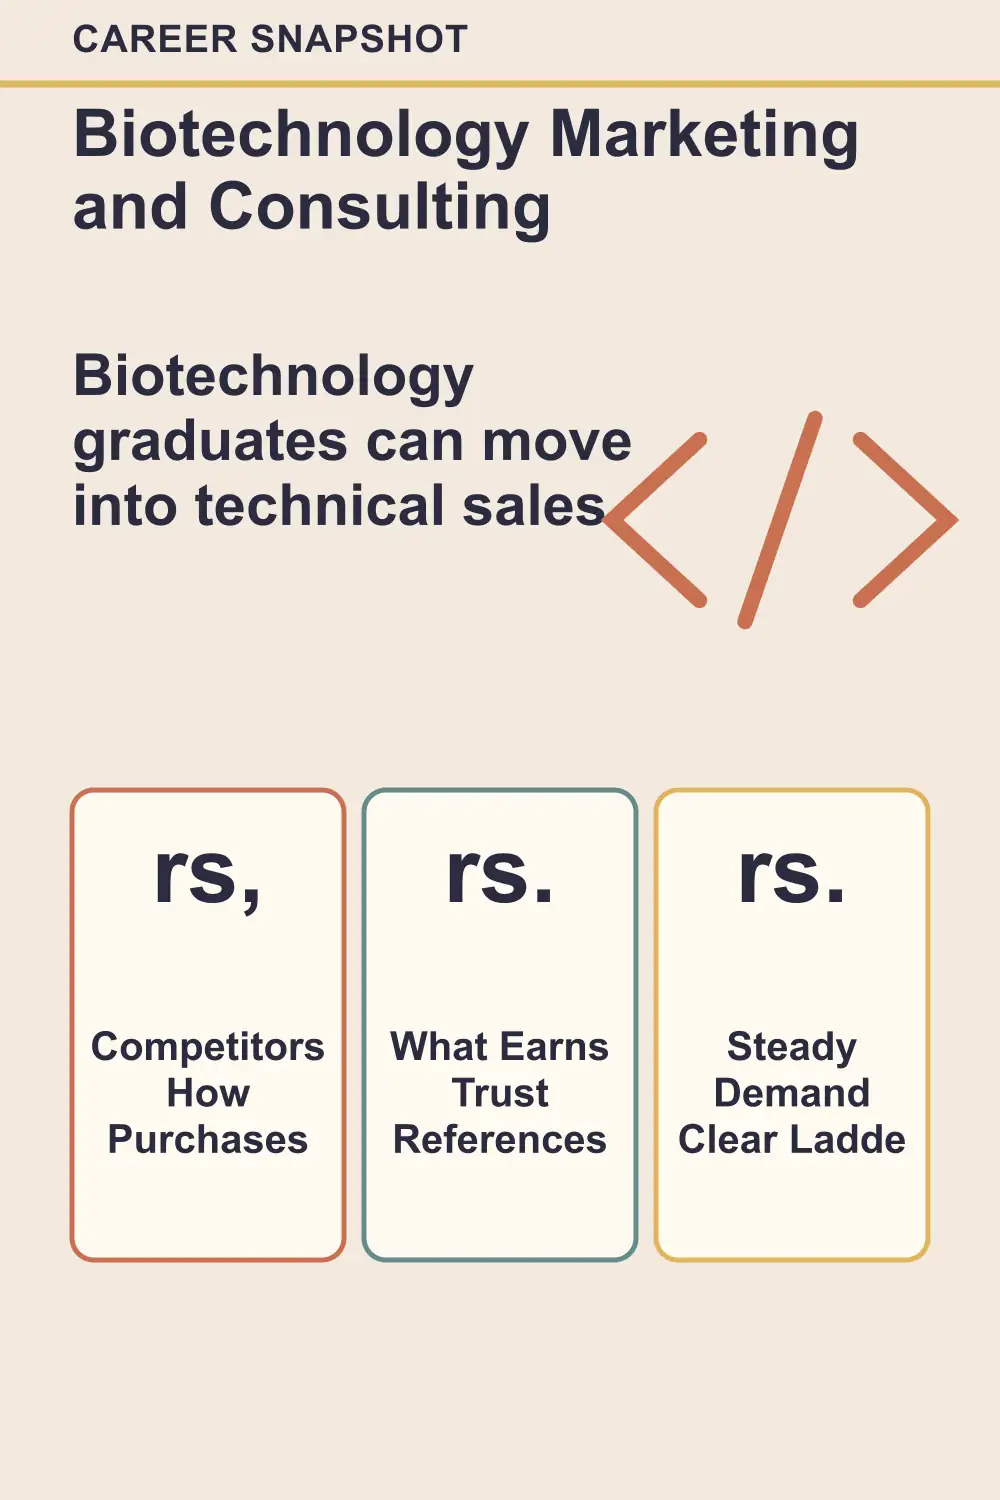 CAREER SNAPSHOT
Biotechnology Marketing
and Consulting
Biotechnology
graduates can move
into technical sales
</>
rs,
Competitors
How
Purchases
rs.
What Earns
Trust
References
rs.
Steady
Demand
Clear Ladde